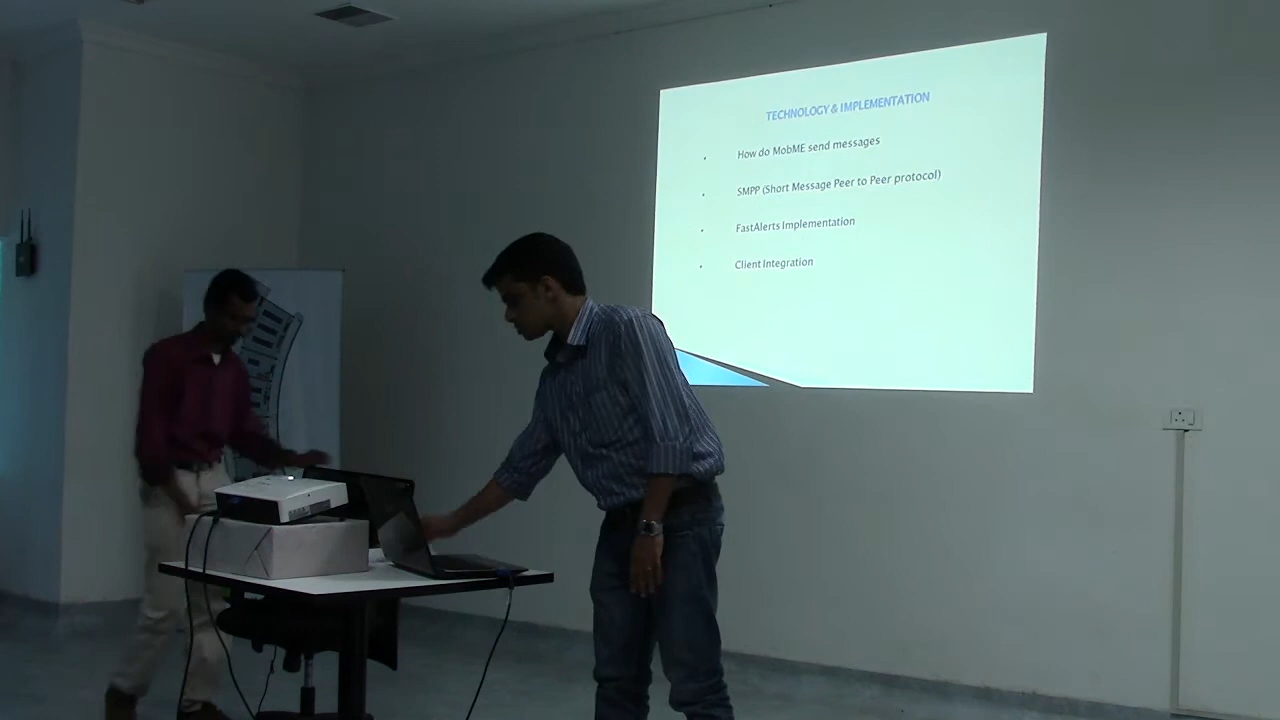 TECHNOLOGY & IMPLEMENTATION
How do MobME send messages
SMPP (Short Message Peer to Peer protocol)
FastAlerts Implementation
Client Integration